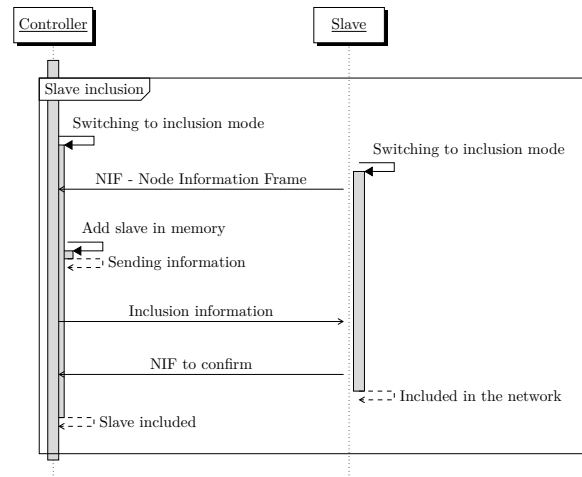 Controller
Slave
Slave inclusion
Switching to inclusion mode
Switching to inclusion mode
NIF - Node Information Frame
Add slave in memory
Sending information
Inclusion information
NIF to confirm
Included in the network
Slave included